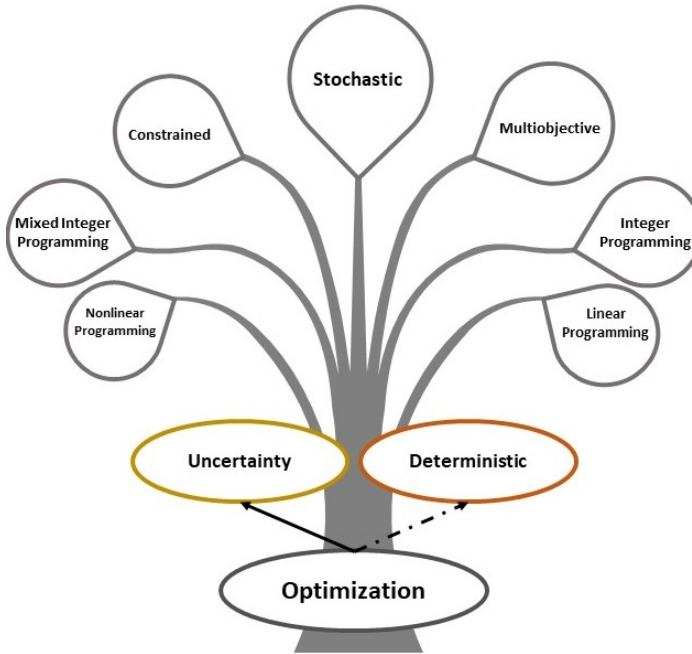 Stochastic
Constrained
Multiobjective
Mixed Integer
Programming
Integer
Programming
Nonlinear
Programming
Linear
Programming
Uncertainty
Deterministic
Optimization